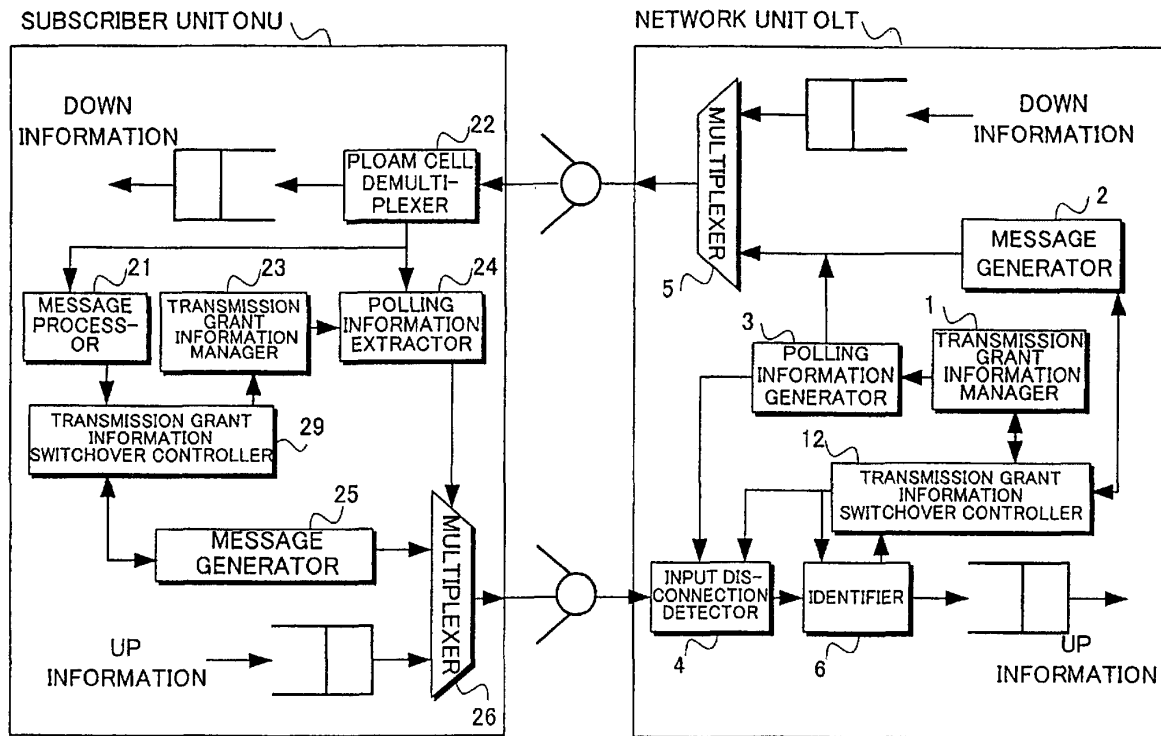 SUBSCRIBER UNIT ONU
NETWORK UNIT OLT
DOWN
INFORMATION
22
PLOAM CELL
DEMULTI-
PLEXER
21
MESSAGE
PROCESS-
OR
23
TRANSMISSION
GRANT
INFORMATION
MANAGER
24
POLLING
INFORMATION
EXTRACTOR
TRANSMISSION GRANT
INFORMATION
SWITCHOVER CONTROLLER
29
25
MESSAGE
GENERATOR
MULTIPLEXER
26
UP
INFORMATION
MULTIPLEXER
5
DOWN
INFORMATION
2
MESSAGE
GENERATOR
3
POLLING
INFORMATION
GENERATOR
1
TRANSMISSION
GRANT
INFORMATION
MANAGER
12
TRANSMISSION GRANT
INFORMATION
SWITCHOVER CONTROLLER
INPUT DIS-
CONNECTION
DETECTOR
4
IDENTIFIER
6
UP
INFORMATION